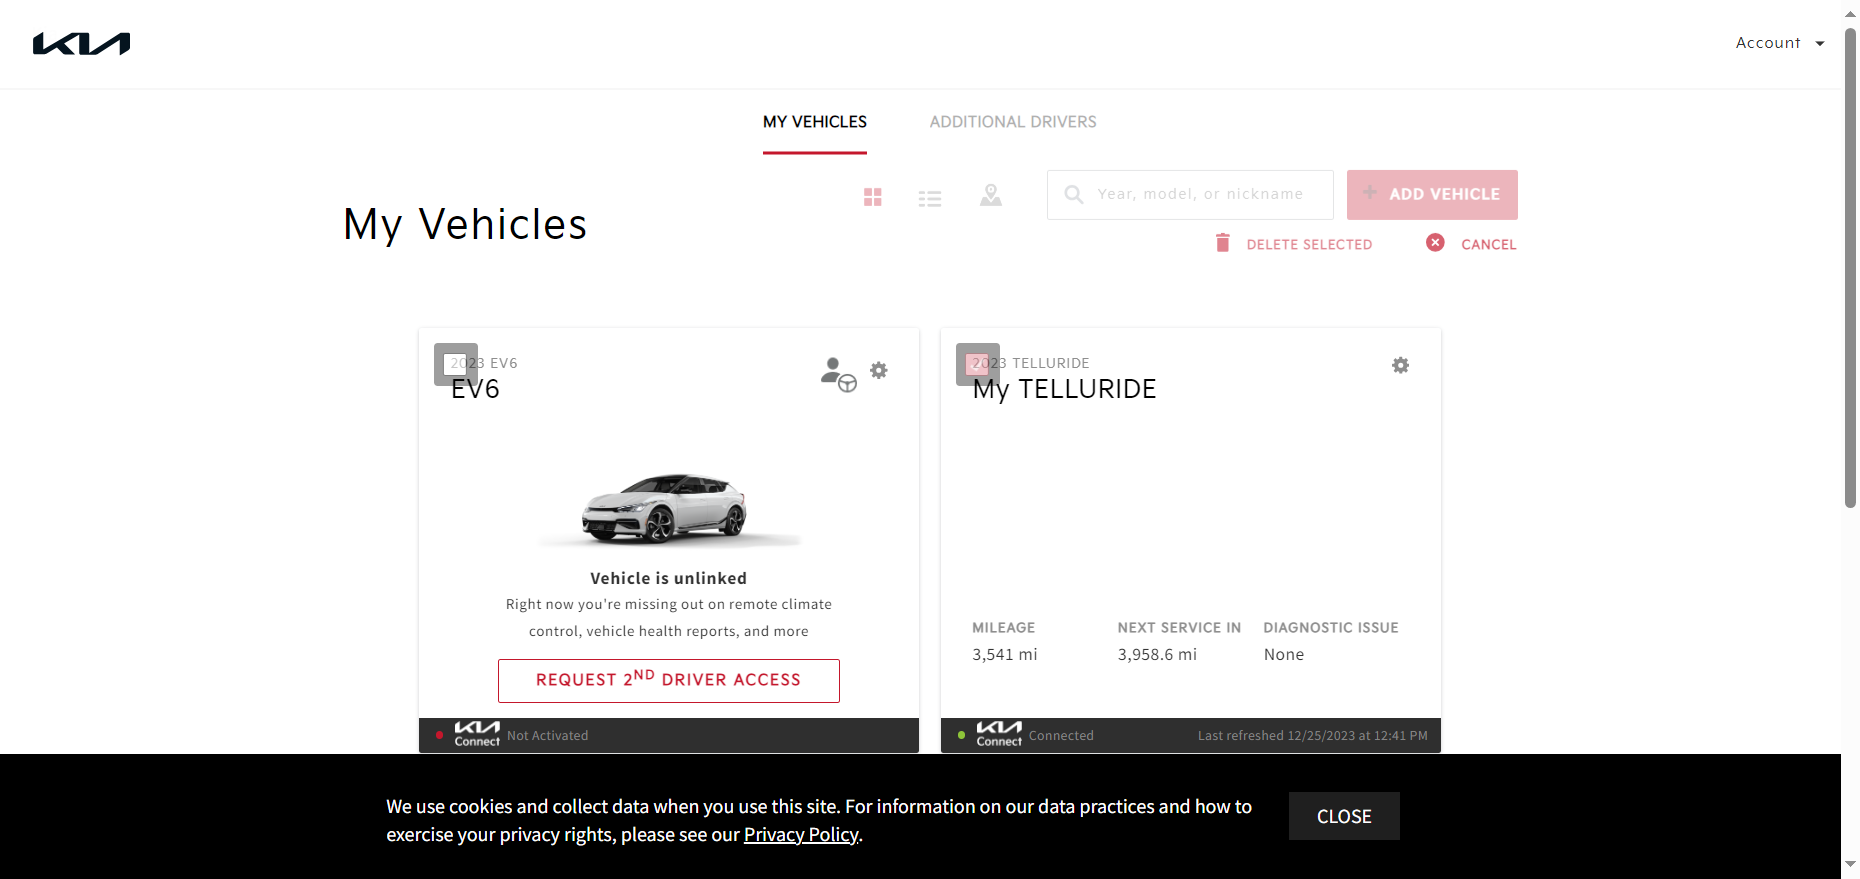 KIA
Account
MY VEHICLES
ADDITIONAL DRIVERS
My Vehicles
Year, model, or nickname
ADD VEHICLE
DELETE SELECTED
CANCEL
2023 EV6
EV6
Vehicle is unlinked
Right now you're missing out on remote climate
control, vehicle health reports, and more
REQUEST 2ND DRIVER ACCESS
KIA
Connect
Not Activated
2023 TELLURIDE
My TELLURIDE
MILEAGE
NEXT SERVICE IN
DIAGNOSTIC ISSUE
3,541 mi
3,958.6 mi
None
KIA
Connect
Connected
Last refreshed 12/25/2023 at 12:41 PM
We use cookies and collect data when you use this site. For information on our data practices and how to
exercise your privacy rights, please see our Privacy Policy.
CLOSE